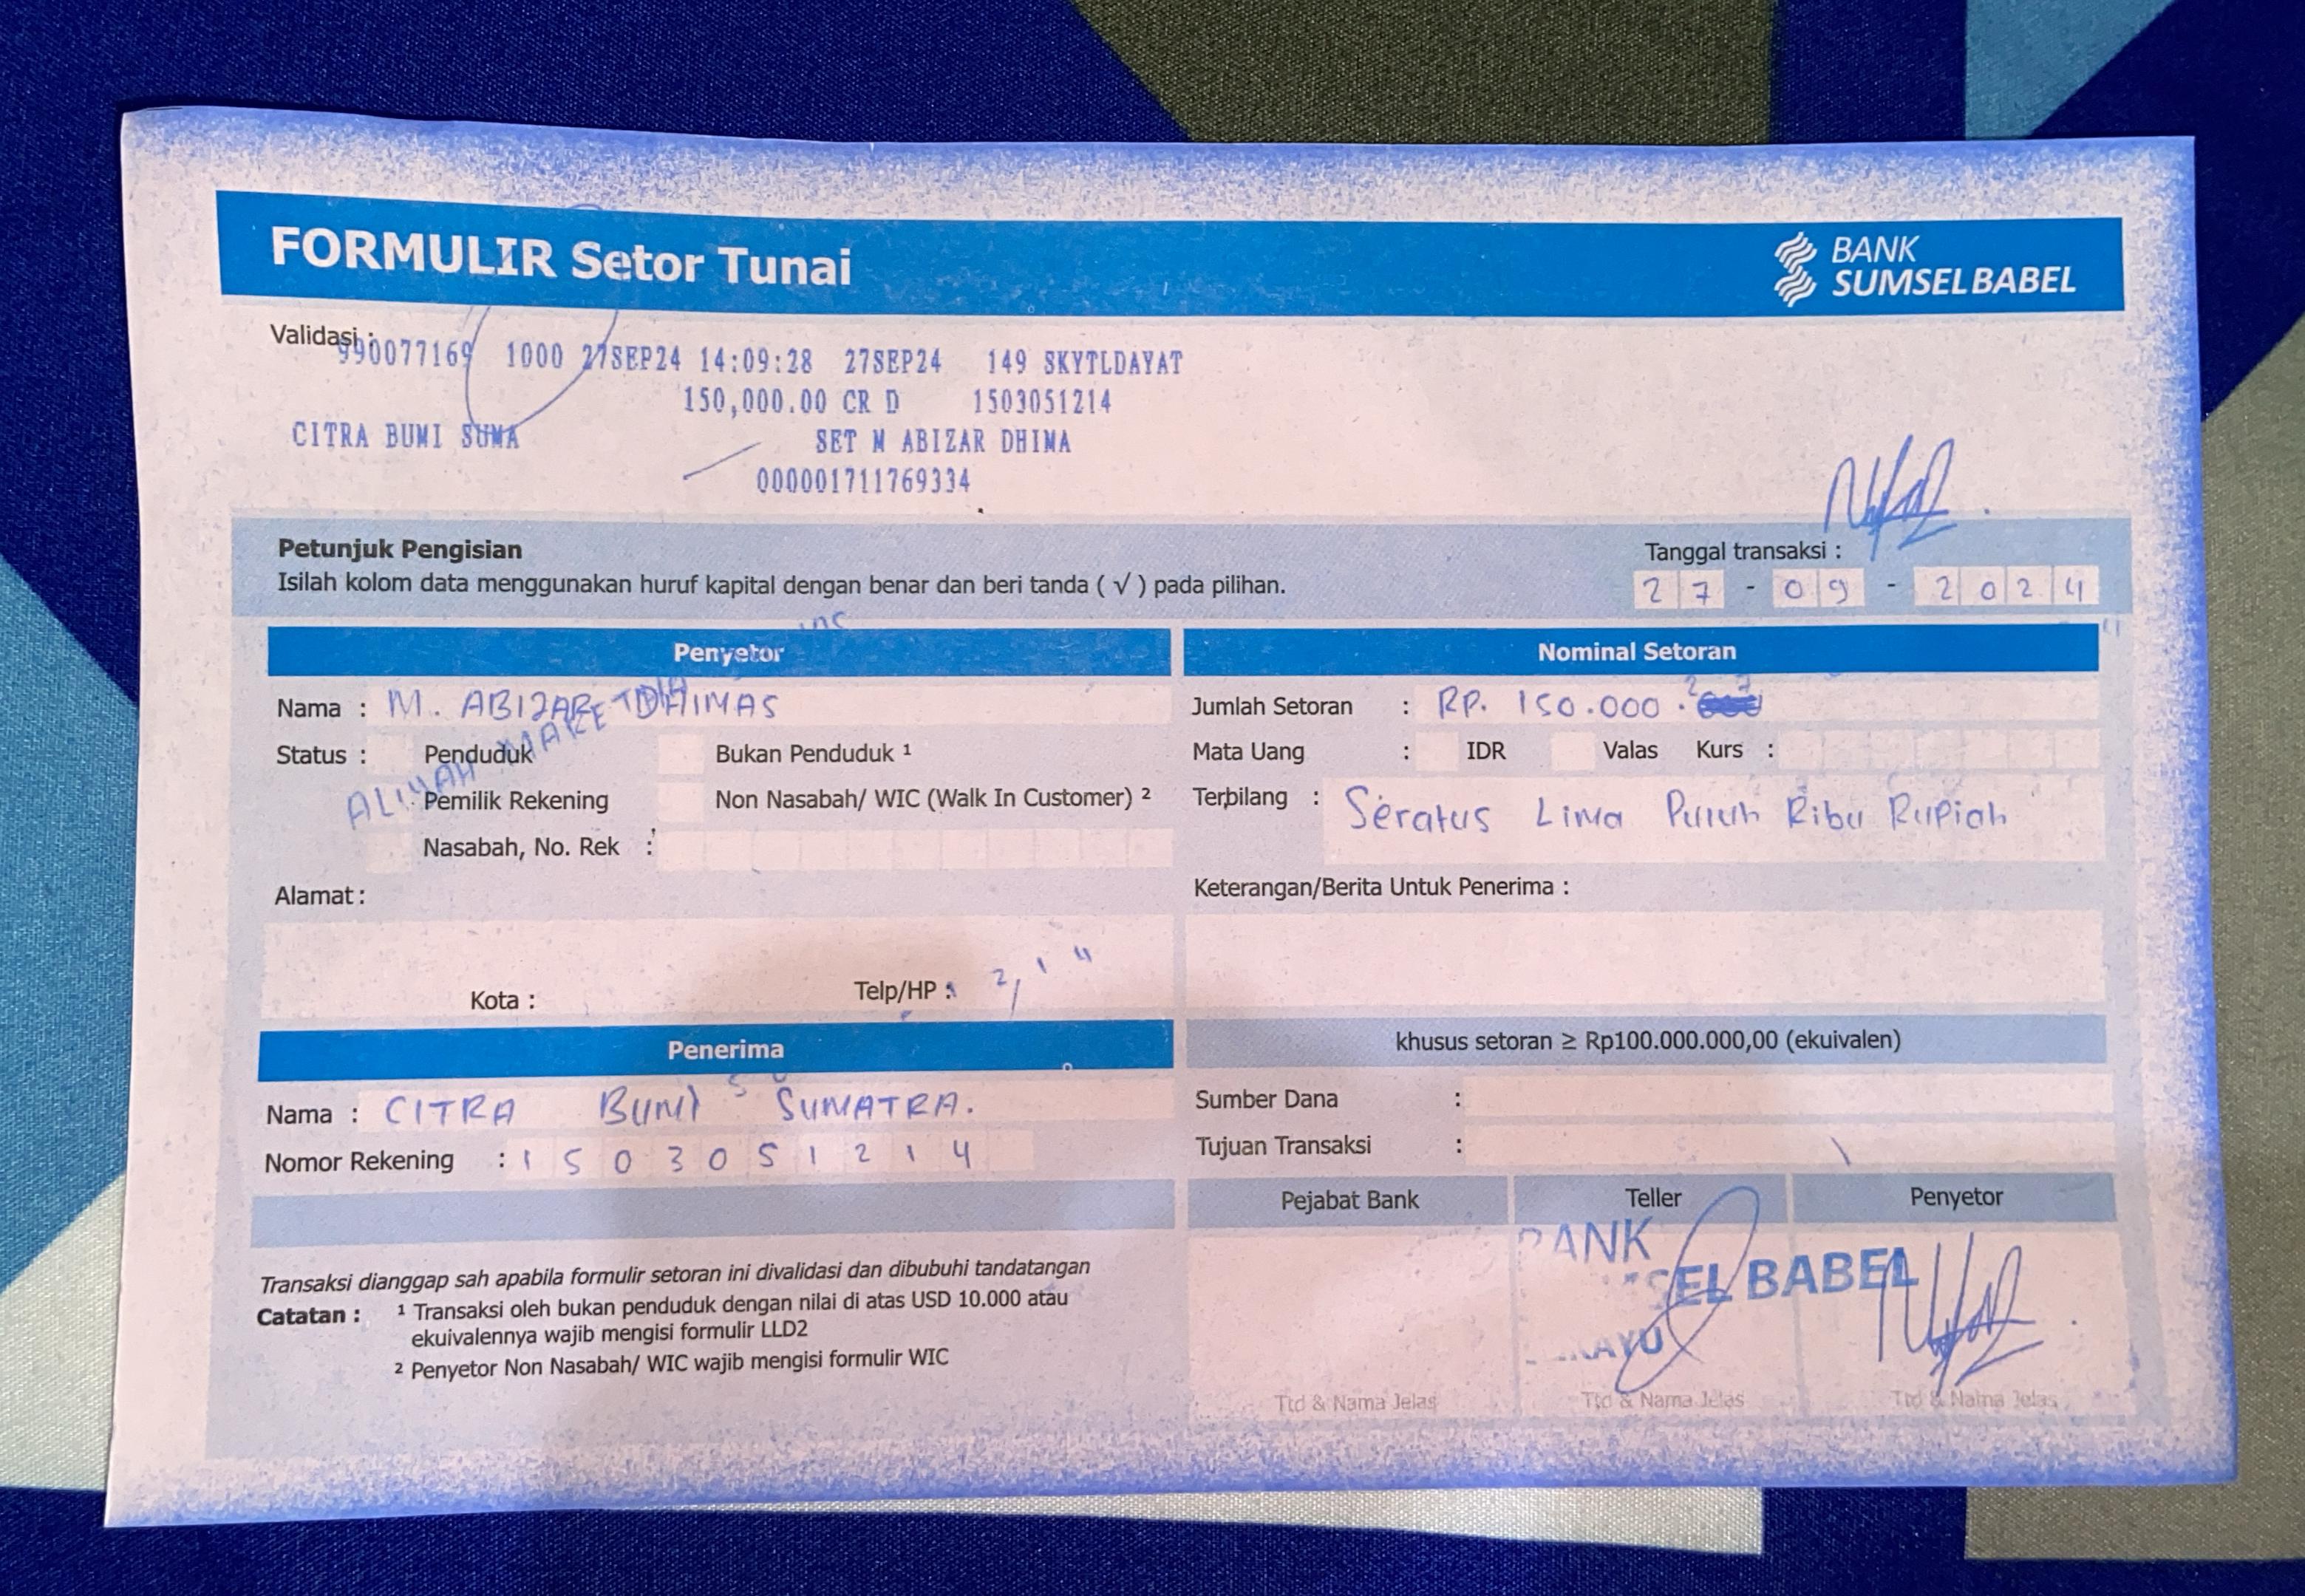 FORMULIR Setor Tunai
BANK
SUMSELBABEL
Validasi :
990077169 1000 27SEP24 14:09:28 27SEP24 149 SKYTLDAYAT
150,000.00 CR D 1503051214
CITRA BUMI SUMA SET M ABIZAR DHIMA
000001711769334
Petunjuk Pengisian
Isilah kolom data menggunakan huruf kapital dengan benar dan beri tanda ( √ ) pada pilihan.
Tanggal transaksi :
27 - 09 - 2024
Penyetor
Nama : M. ABIZAR DHIMAS
Status : Penduduk Bukan Penduduk ¹
ALIYAH
Pemilik Rekening Non Nasabah/ WIC (Walk In Customer) ²
Nasabah, No. Rek :
Alamat :
Kota : Telp/HP :
Nominal Setoran
Jumlah Setoran : RP. 150.000
Mata Uang : IDR Valas Kurs :
Terbilang : Seratus Lima Puluh Ribu Rupiah
Keterangan/Berita Untuk Penerima :
Penerima
Nama : CITRA BUMI SUMATRA.
Nomor Rekening : 1503051214
khusus setoran ≥ Rp100.000.000,00 (ekuivalen)
Sumber Dana :
Tujuan Transaksi :
Pejabat Bank Teller Penyetor
BANK
SEL BABEL
Ttd & Nama Jelas Ttd & Nama Jelas Ttd & Nama Jelas
Transaksi dianggap sah apabila formulir setoran ini divalidasi dan dibubuhi tandatangan
Catatan : ¹ Transaksi oleh bukan penduduk dengan nilai di atas USD 10.000 atau
ekuivalennya wajib mengisi formulir LLD2
² Penyetor Non Nasabah/ WIC wajib mengisi formulir WIC